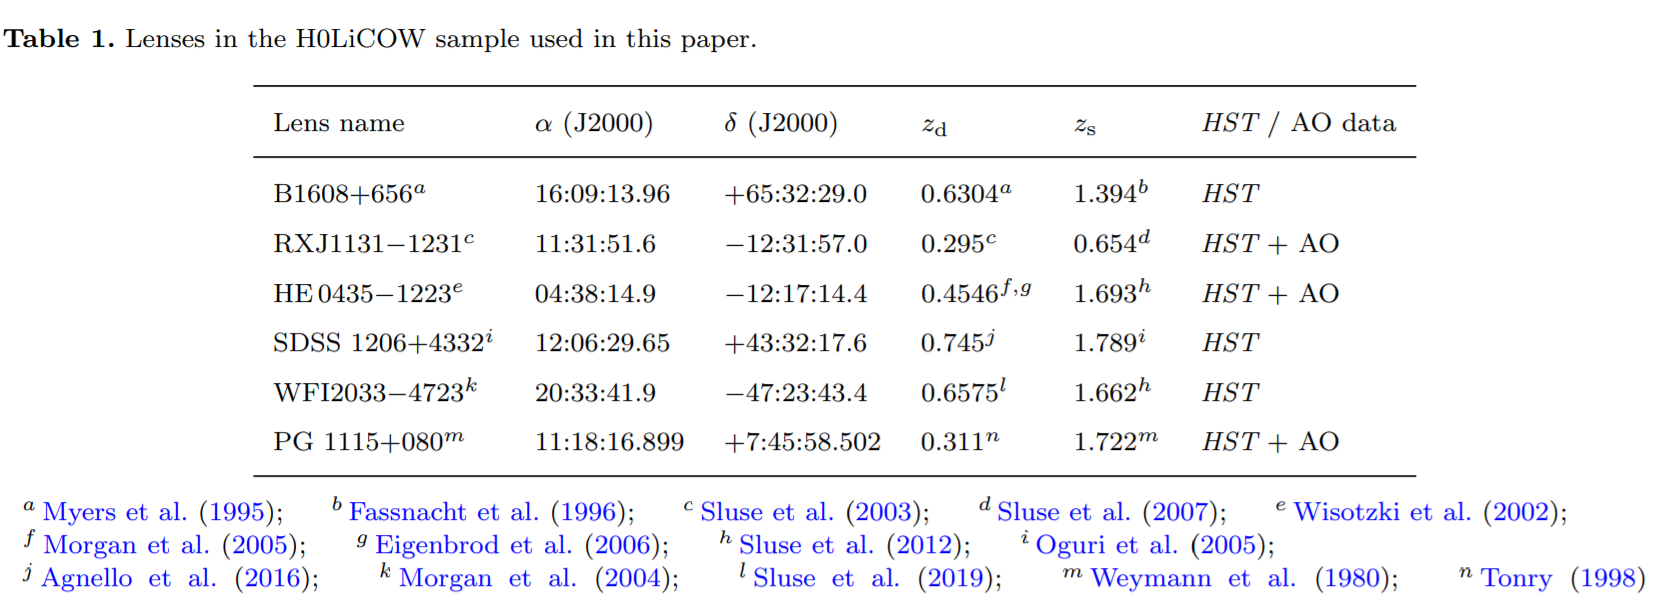 Table 1. Lenses in the H0LiCOW sample used in this paper.
Lens name α (J2000) δ (J2000) z_d z_s HST / AO data
B1608+656^a 16:09:13.96 +65:32:29.0 0.6304^a 1.394^b HST
RXJ1131−1231^c 11:31:51.6 −12:31:57.0 0.295^c 0.654^d HST + AO
HE 0435−1223^e 04:38:14.9 −12:17:14.4 0.4546^f,g 1.693^h HST + AO
SDSS 1206+4332^i 12:06:29.65 +43:32:17.6 0.745^j 1.789^i HST
WFI2033−4723^k 20:33:41.9 −47:23:43.4 0.6575^l 1.662^h HST
PG 1115+080^m 11:18:16.899 +7:45:58.502 0.311^n 1.722^m HST + AO
^a Myers et al. (1995); ^b Fassnacht et al. (1996); ^c Sluse et al. (2003); ^d Sluse et al. (2007); ^e Wisotzki et al. (2002);
^f Morgan et al. (2005); ^g Eigenbrod et al. (2006); ^h Sluse et al. (2012); ^i Oguri et al. (2005);
^j Agnello et al. (2016); ^k Morgan et al. (2004); ^l Sluse et al. (2019); ^m Weymann et al. (1980); ^n Tonry (1998)